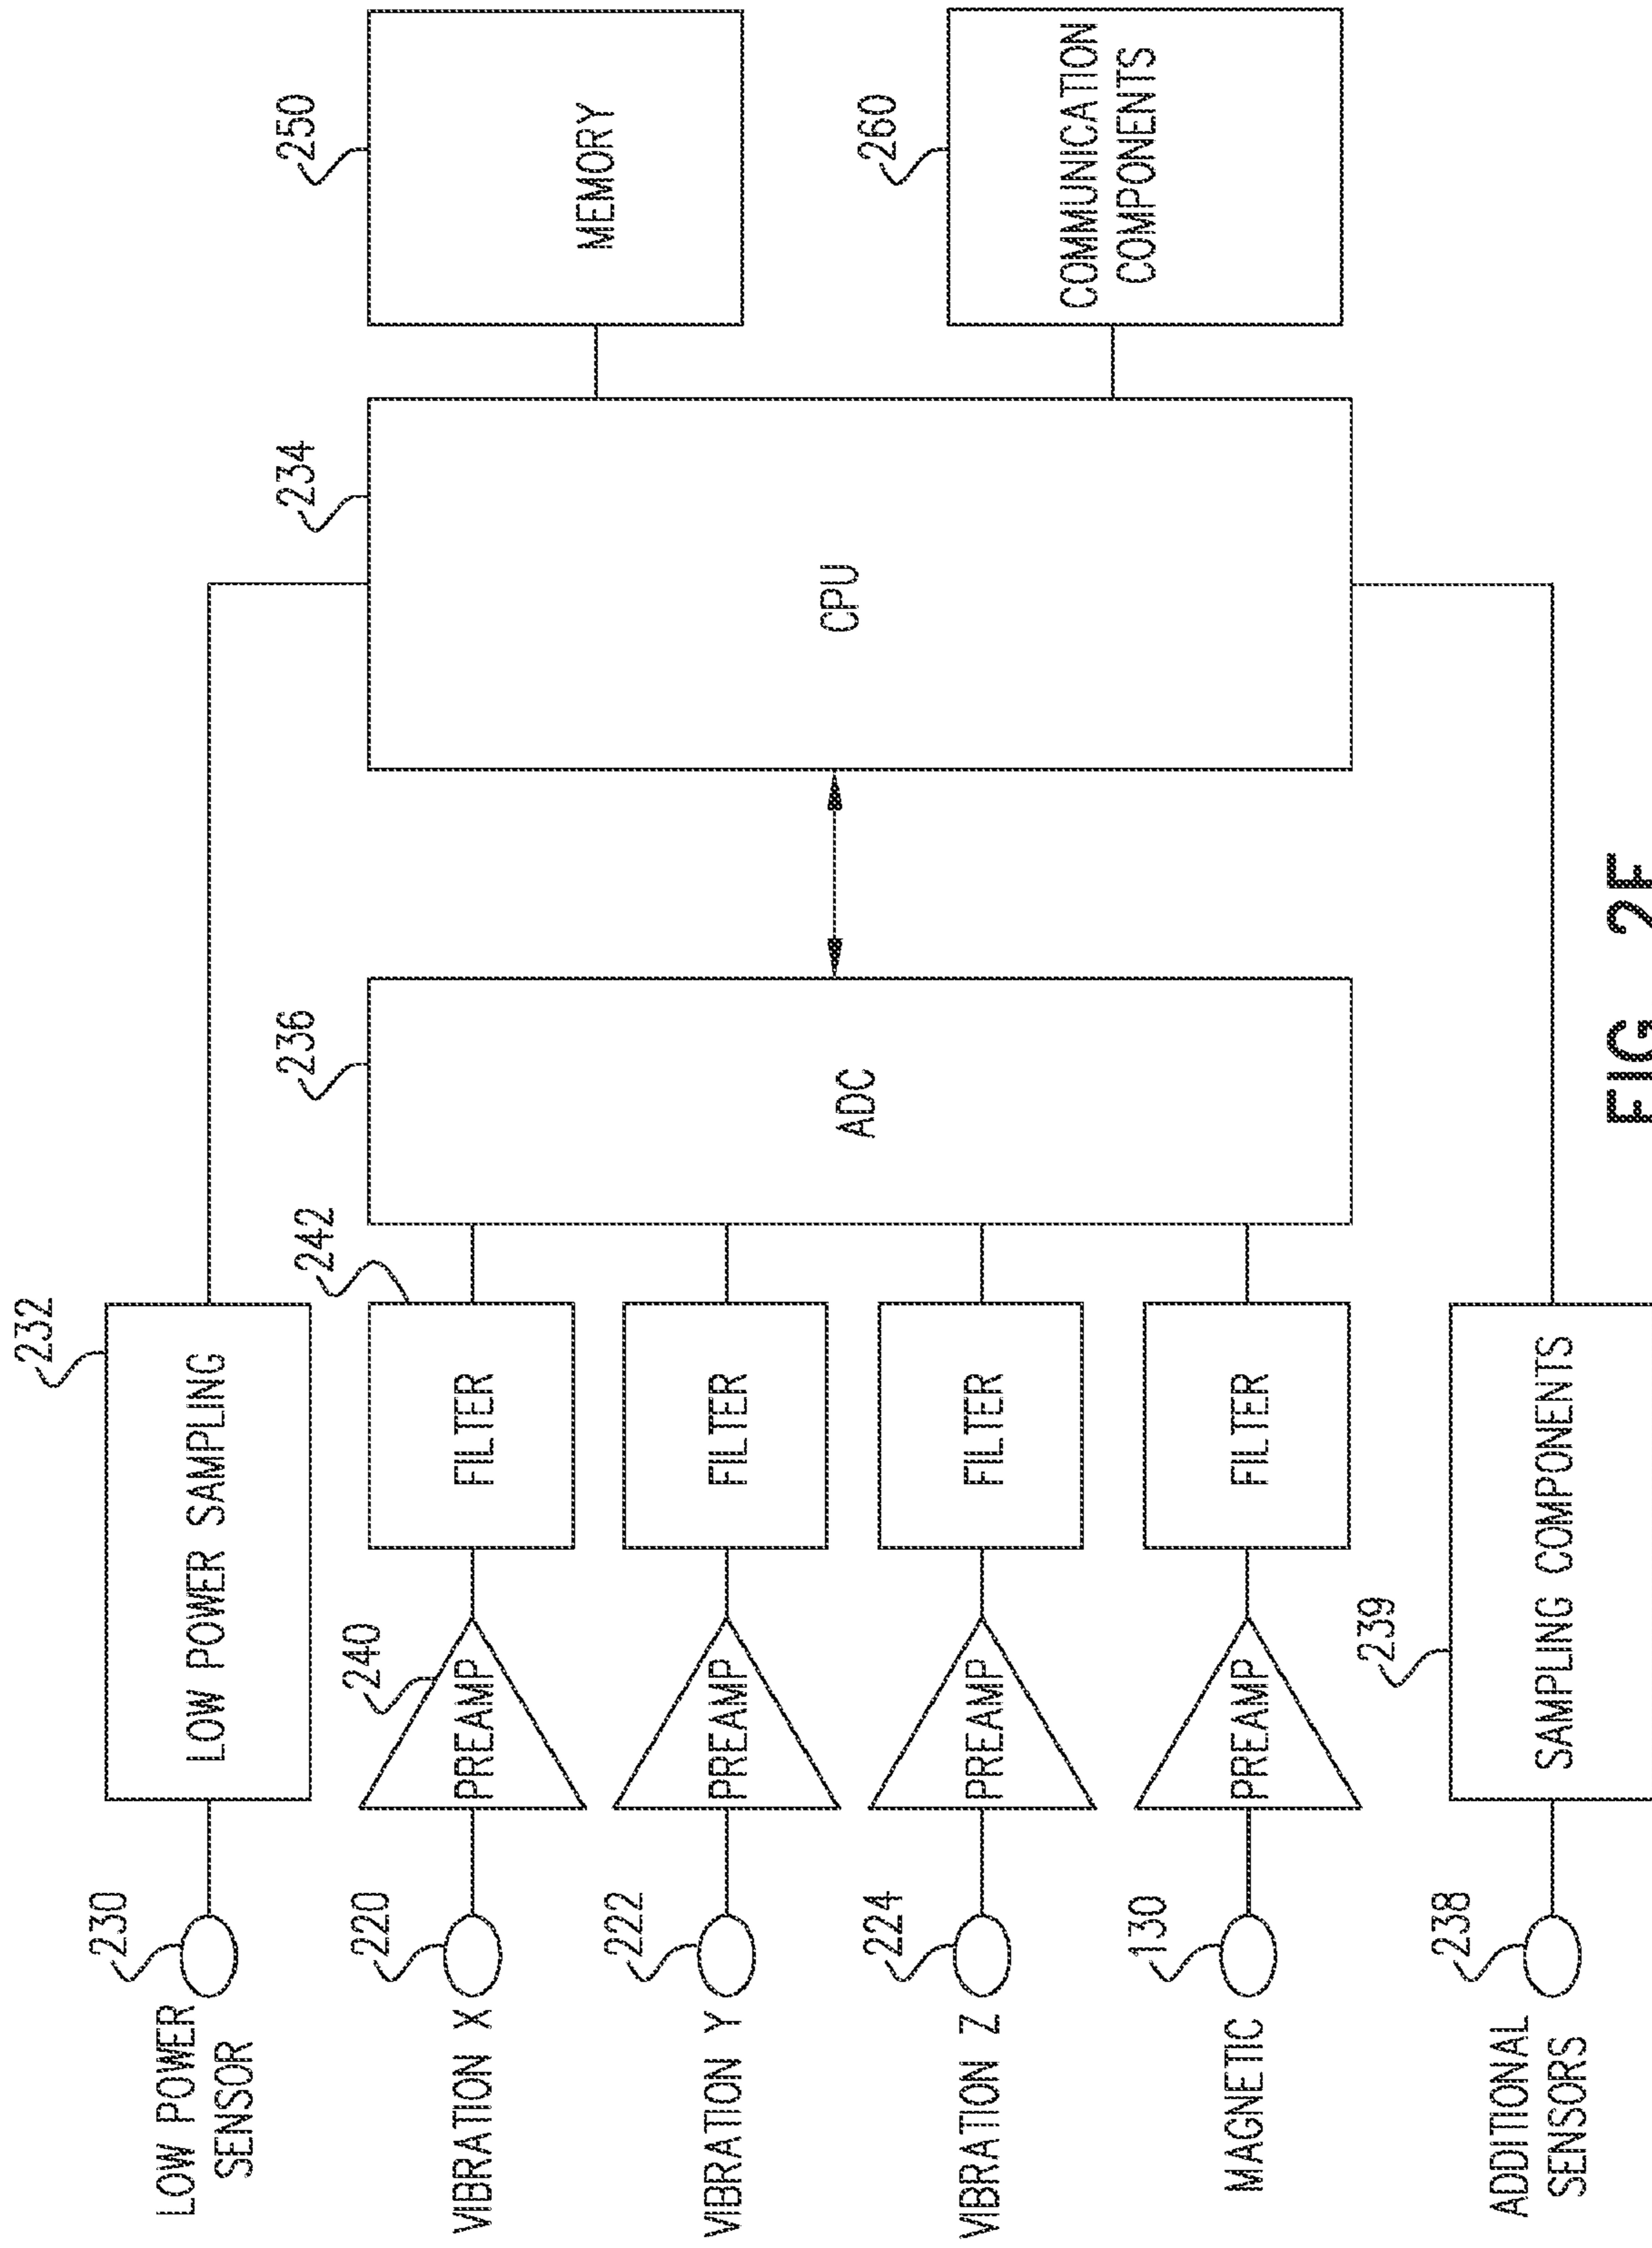 232
230
LOW POWER
SENSOR
LOW POWER SAMPLING
220
VIBRATION X
240
PREAMP
242
FILTER
236
ADC
234
CPU
250
MEMORY
222
VIBRATION Y
PREAMP
FILTER
224
VIBRATION Z
PREAMP
FILTER
260
COMMUNICATION
COMPONENTS
130
MAGNETIC
PREAMP
FILTER
238
ADDITIONAL
SENSORS
239
SAMPLING COMPONENTS
FIG